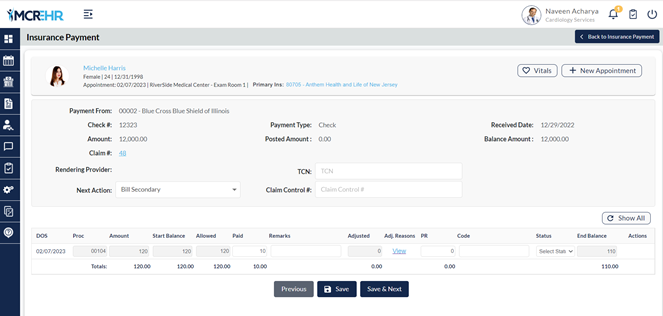 MCREHR
Naveen Acharya
Cardiology Services
5
Insurance Payment
Back to Insurance Payment
Michelle Harris
Female | 24 | 12/31/1998
Appointment: 02/07/2023 | RiverSide Medical Center - Exam Room 1 | Primary Ins: 80705 - Anthem Health and Life of New Jersey
Vitals
New Appointment
Payment From: 00002 - Blue Cross Blue Shield of Illinois
Check #: 12323 Payment Type: Check Received Date: 12/29/2022
Amount: 12,000.00 Posted Amount : 0.00 Balance Amount : 12,000.00
Claim #: 48
Rendering Provider: TCN: TCN
Next Action: Bill Secondary Claim Control #: Claim Control #
Show All
DOS Proc Amount Start Balance Allowed Paid Remarks Adjusted Adj. Reasons PR Code Status End Balance Actions
02/07/2023 00104 120 120 120 10 0 View 0 Select Stat 110
Totals: 120.00 120.00 120.00 10.00 0.00 0.00 110.00
Previous Save Save & Next